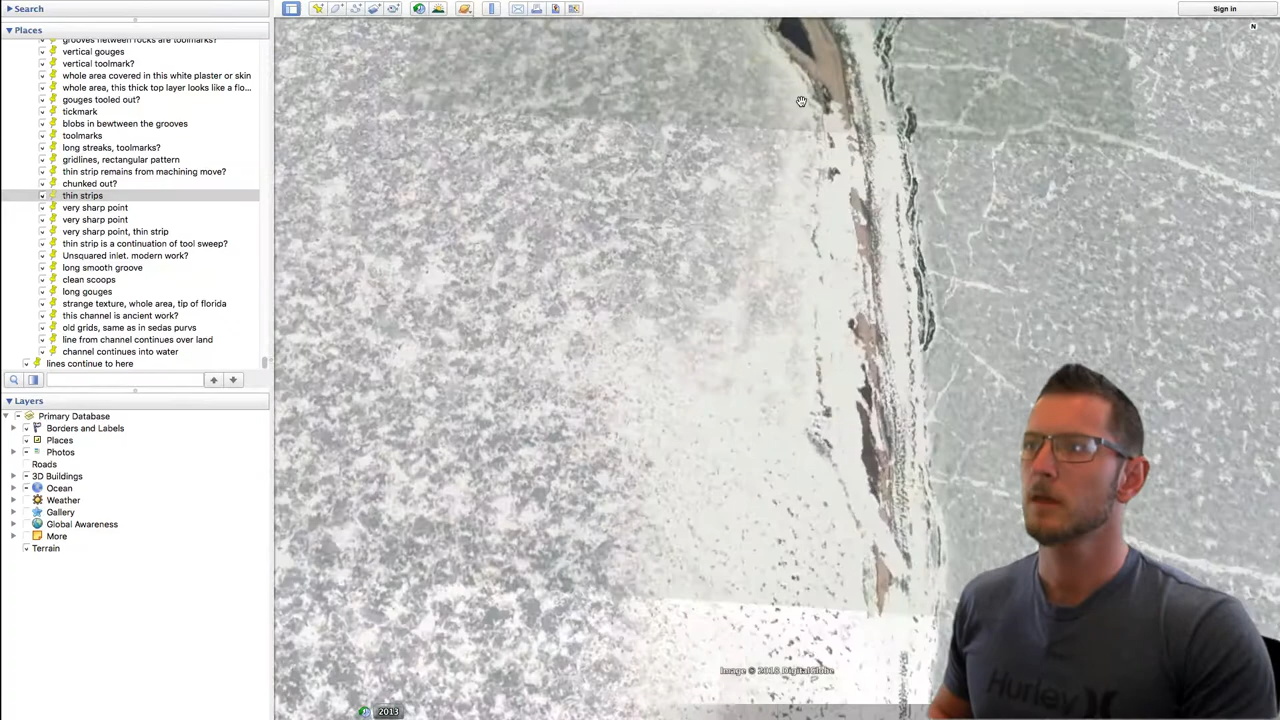 Search
Sign in
Places
grooves netween rocks are toolmarks?
vertical gouges
vertical toolmark?
whole area covered in this white plaster or skin
whole area, this thick top layer looks like a flo...
gouges tooled out?
tickmark
blobs in bewtween the grooves
toolmarks
long streaks, toolmarks?
gridlines, rectangular pattern
thin strip remains from machining move?
chunked out?
thin strips
very sharp point
very sharp point
very sharp point, thin strip
thin strip is a continuation of tool sweep?
Unsquared inlet. modern work?
long smooth groove
clean scoops
long gouges
strange texture, whole area, tip of florida
this channel is ancient work?
old grids, same as in sedas purvs
line from channel continues over land
channel continues into water
lines continue to here
Layers
Primary Database
Borders and Labels
Places
Photos
Roads
3D Buildings
Ocean
Weather
Gallery
Global Awareness
More
Terrain
N
Image © 2018 DigitalGlobe
2013
Hurley